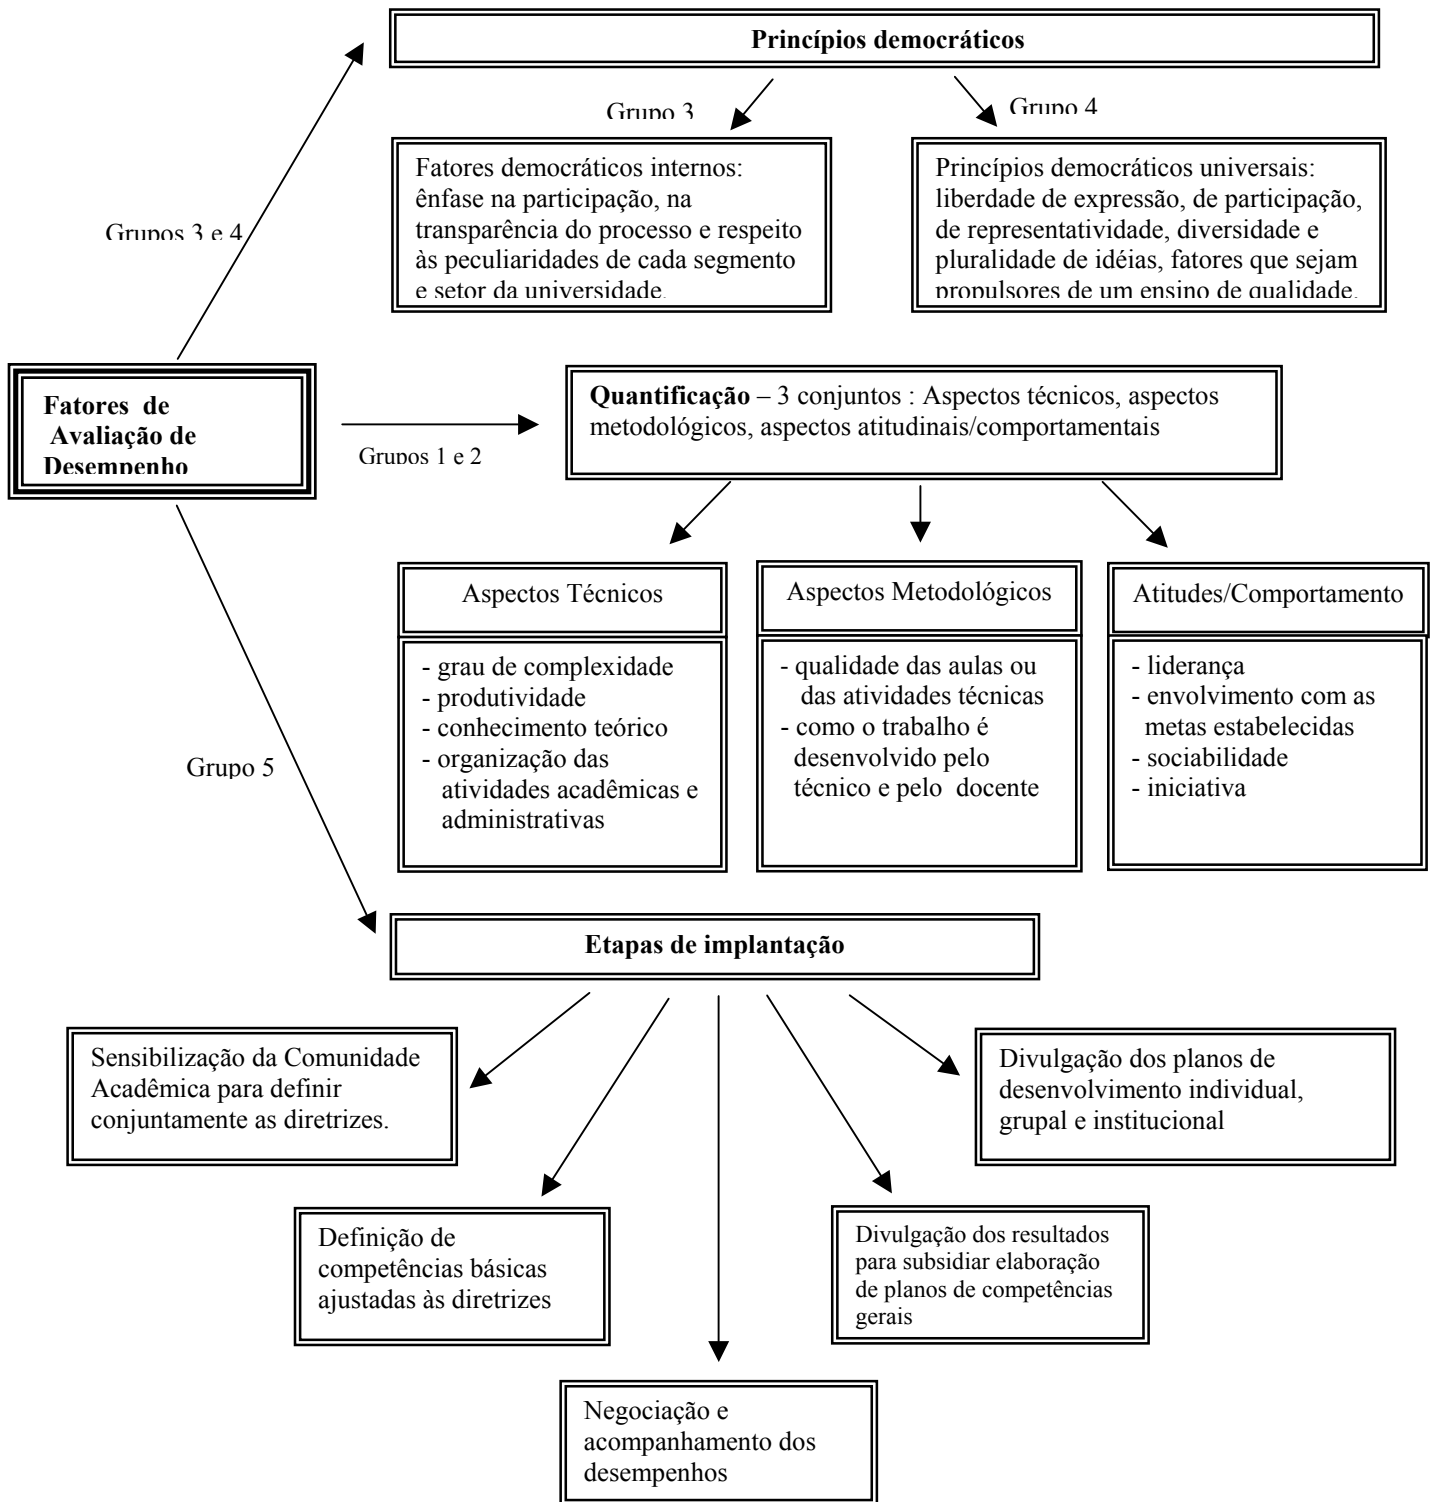 Princípios democráticos
Grupo 3
Grupo 4
Fatores democráticos internos:
ênfase na participação, na
transparência do processo e respeito
às peculiaridades de cada segmento
e setor da universidade.
Princípios democráticos universais:
liberdade de expressão, de participação,
de representatividade, diversidade e
pluralidade de idéias, fatores que sejam
propulsores de um ensino de qualidade.
Grupos 3 e 4
Fatores de
Avaliação de
Desempenho
Grupos 1 e 2
Quantificação – 3 conjuntos : Aspectos técnicos, aspectos
metodológicos, aspectos atitudinais/comportamentais
Aspectos Técnicos
- grau de complexidade
- produtividade
- conhecimento teórico
- organização das
atividades acadêmicas e
administrativas
Aspectos Metodológicos
- qualidade das aulas ou
das atividades técnicas
- como o trabalho é
desenvolvido pelo
técnico e pelo docente
Atitudes/Comportamento
- liderança
- envolvimento com as
metas estabelecidas
- sociabilidade
- iniciativa
Grupo 5
Etapas de implantação
Sensibilização da Comunidade
Acadêmica para definir
conjuntamente as diretrizes.
Definição de
competências básicas
ajustadas às diretrizes
Negociação e
acompanhamento dos
desempenhos
Divulgação dos resultados
para subsidiar elaboração
de planos de competências
gerais
Divulgação dos planos de
desenvolvimento individual,
grupal e institucional